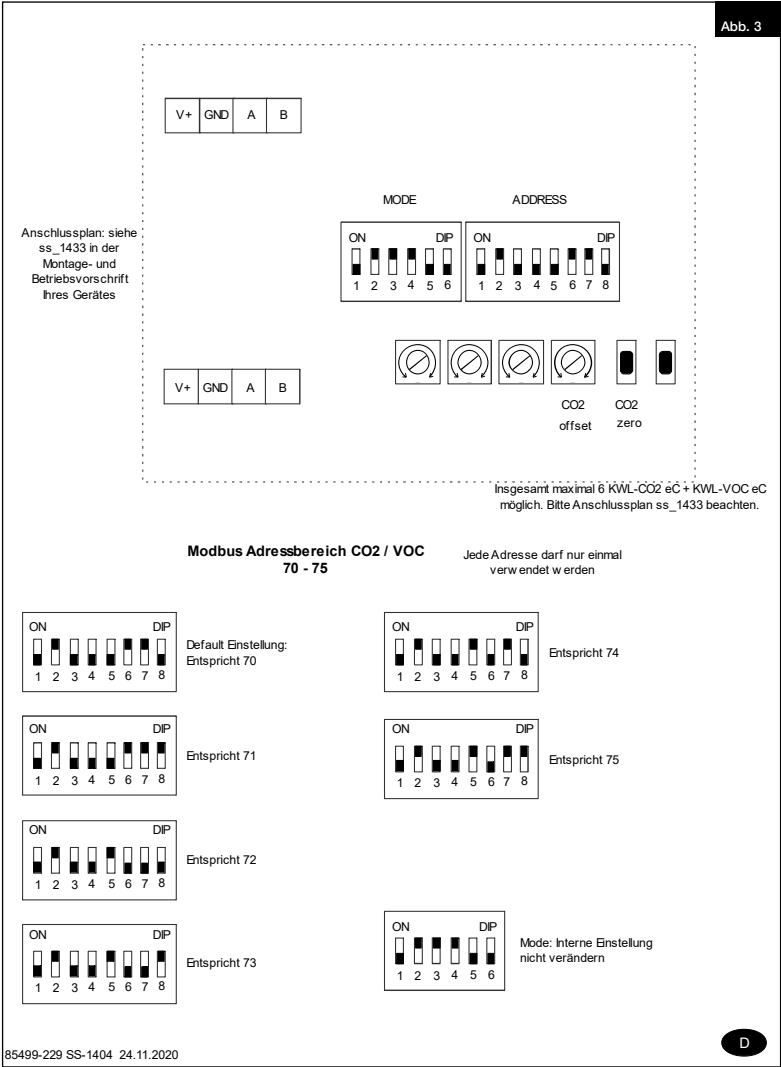 Abb. 3
V+ GND A B
MODE ADDRESS
Anschlussplan: siehe
ss_1433 in der
Montage- und
Betriebsvorschrift
Ihres Gerätes
ON DIP
1 2 3 4 5 6
ON DIP
1 2 3 4 5 6 7 8
V+ GND A B
CO2
offset
CO2
zero
Insgesamt maximal 6 KWL-CO2 eC + KWL-VOC eC
möglich. Bitte Anschlussplan ss_1433 beachten.
Modbus Adressbereich CO2 / VOC
70 - 75
Jede Adresse darf nur einmal
verwendet werden
ON DIP
1 2 3 4 5 6 7 8
Default Einstellung:
Entspricht 70
ON DIP
1 2 3 4 5 6 7 8
Entspricht 71
ON DIP
1 2 3 4 5 6 7 8
Entspricht 72
ON DIP
1 2 3 4 5 6 7 8
Entspricht 73
ON DIP
1 2 3 4 5 6 7 8
Entspricht 74
ON DIP
1 2 3 4 5 6 7 8
Entspricht 75
ON DIP
1 2 3 4 5 6
Mode: Interne Einstellung
nicht verändern
85499-229 SS-1404 24.11.2020
D